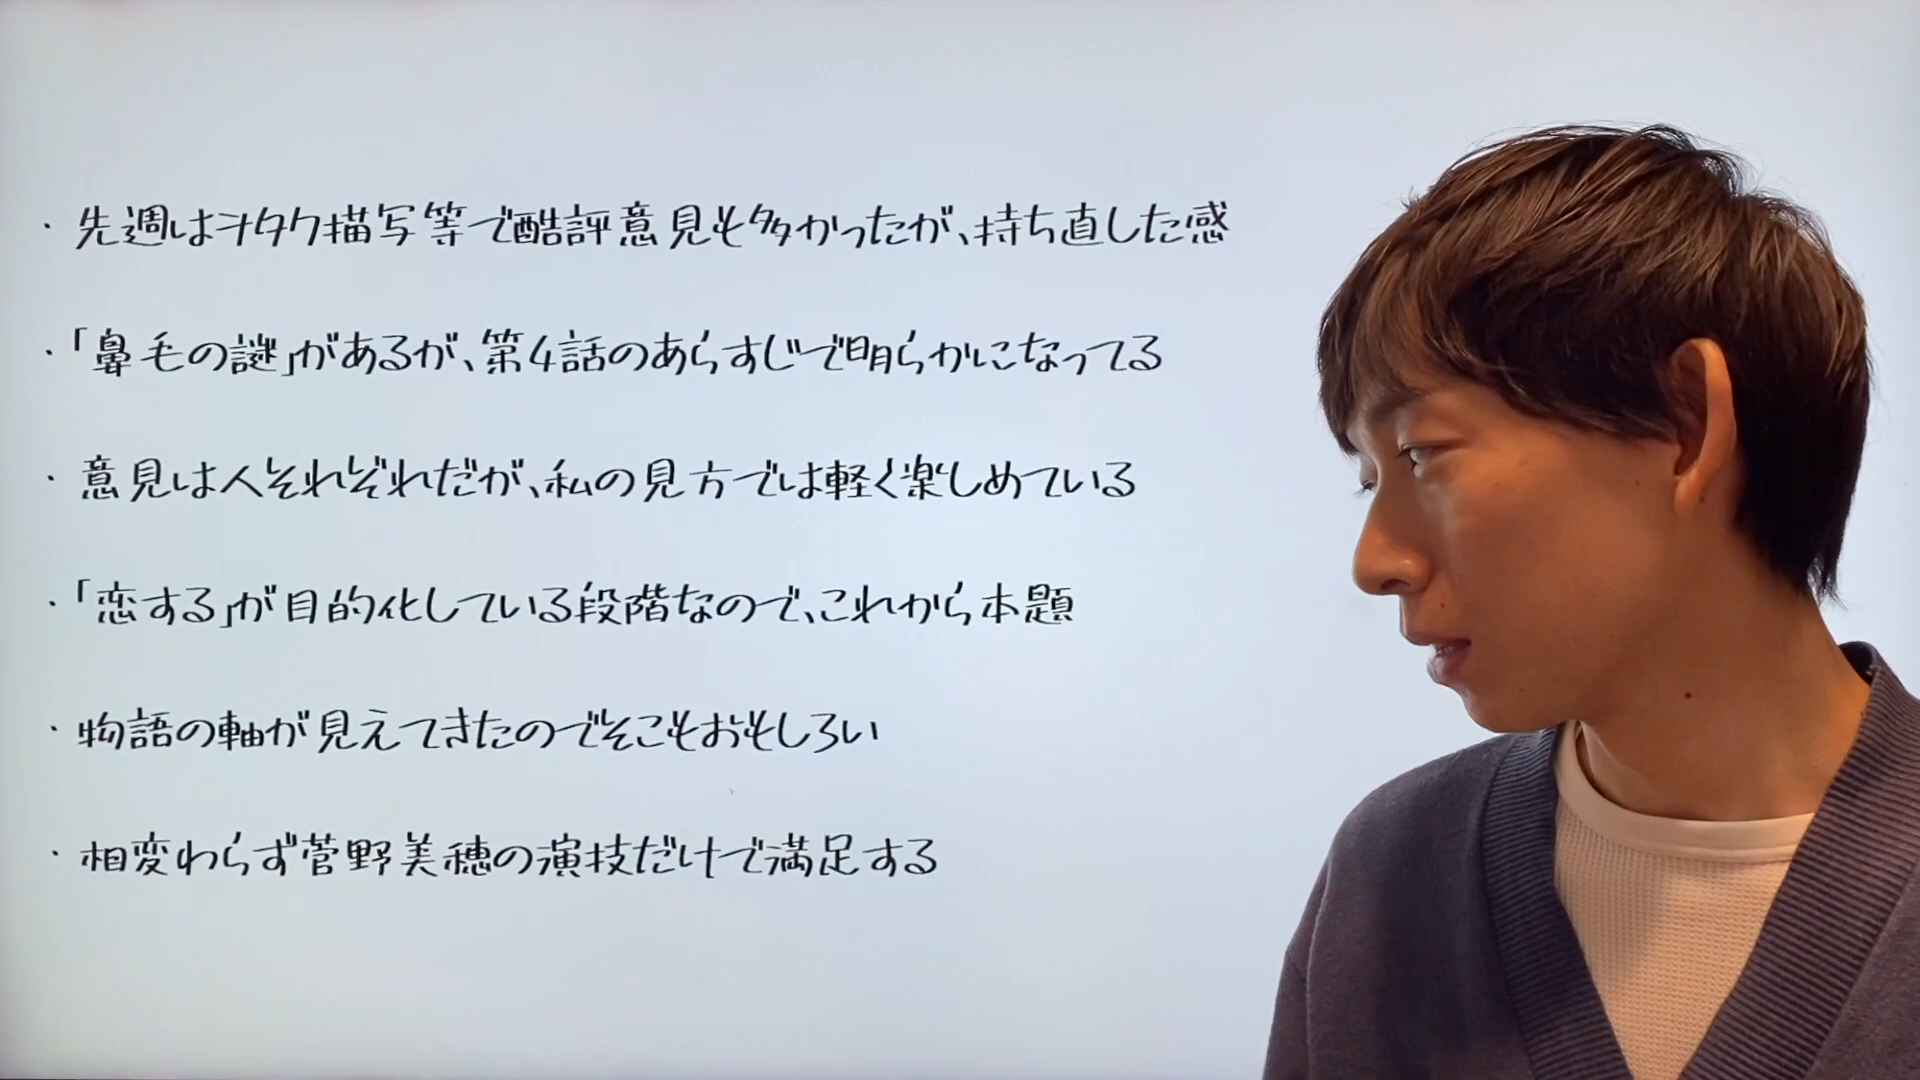 ・先週はヲタク描写等で酷評意見も多かったが、持ち直した感
・「鼻毛の謎」があるが、第4話のあらすじで明らかになってる
・意見は人それぞれだが、私の見方では軽く楽しめている
・「恋する」が目的化している段階なので、これから本題
・物語の軸が見えてきたのでそこもおもしろい
・相変わらず菅野美穂の演技だけで満足する